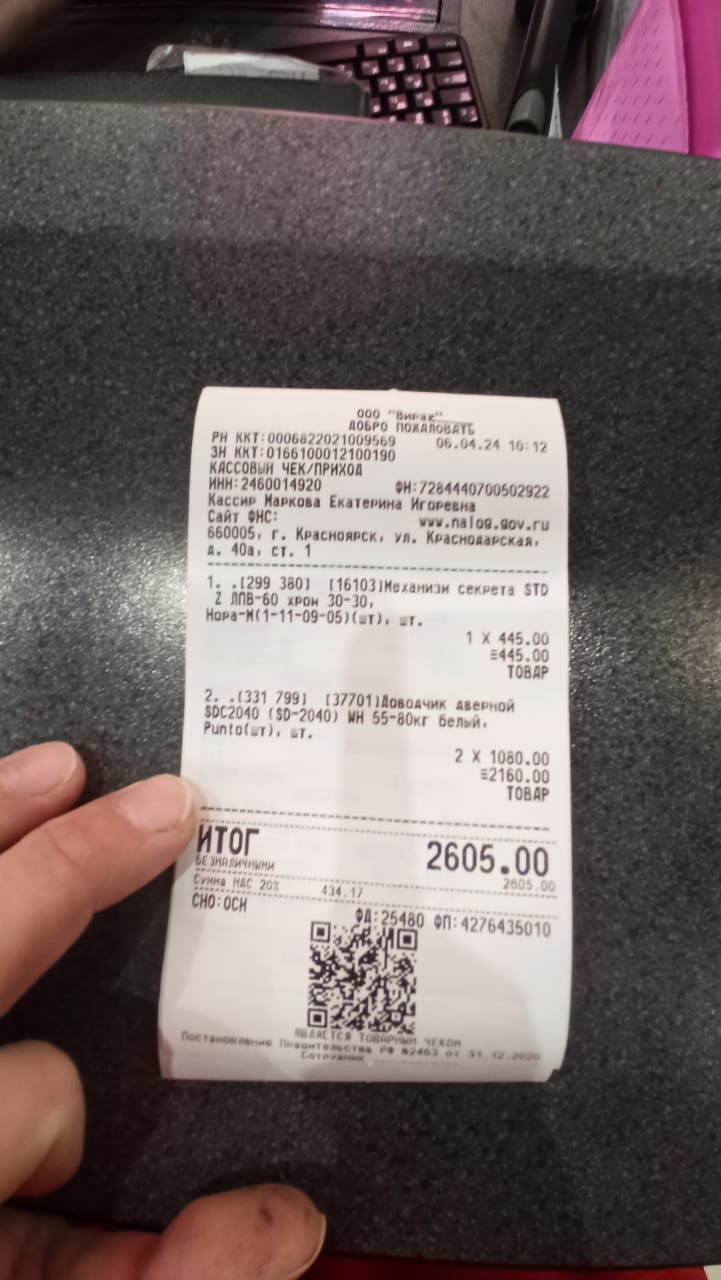 ООО "Вираж"
ДОБРО ПОЖАЛОВАТЬ
РН ККТ:0006822021009569 06.04.24 10:12
ЗН ККТ:0166100012100190
КАССОВЫЙ ЧЕК/ПРИХОД
ИНН:2460014920 ФН:7284440700502922
Кассир Маркова Екатерина Игоревна
Сайт ФНС: www.nalog.gov.ru
660005, г. Красноярск, ул. Краснодарская,
д. 40а, ст. 1
1. .[299 380] [16103]Механизм секрета STD
Z ЛПВ-60 хром 30-30,
Нора-М(1-11-09-05)(шт), шт.
1 X 445.00
≡445.00
ТОВАР
2. .[331 799] [37701]Доводчик дверной
SDC2040 (SD-2040) WH 55-80кг белый,
Punto(шт), шт.
2 X 1080.00
≡2160.00
ТОВАР
ИТОГ 2605.00
БЕЗНАЛИЧНЫМИ 2605.00
Сумма НДС 20% 434.17
СНО:ОСН
ФД:25480 ФП:4276435010
ЯВЛЯЕТСЯ ТОВАРНЫМ ЧЕКОМ
Постановление Правительства РФ №2463 от 31.12.2020
Сотрудник